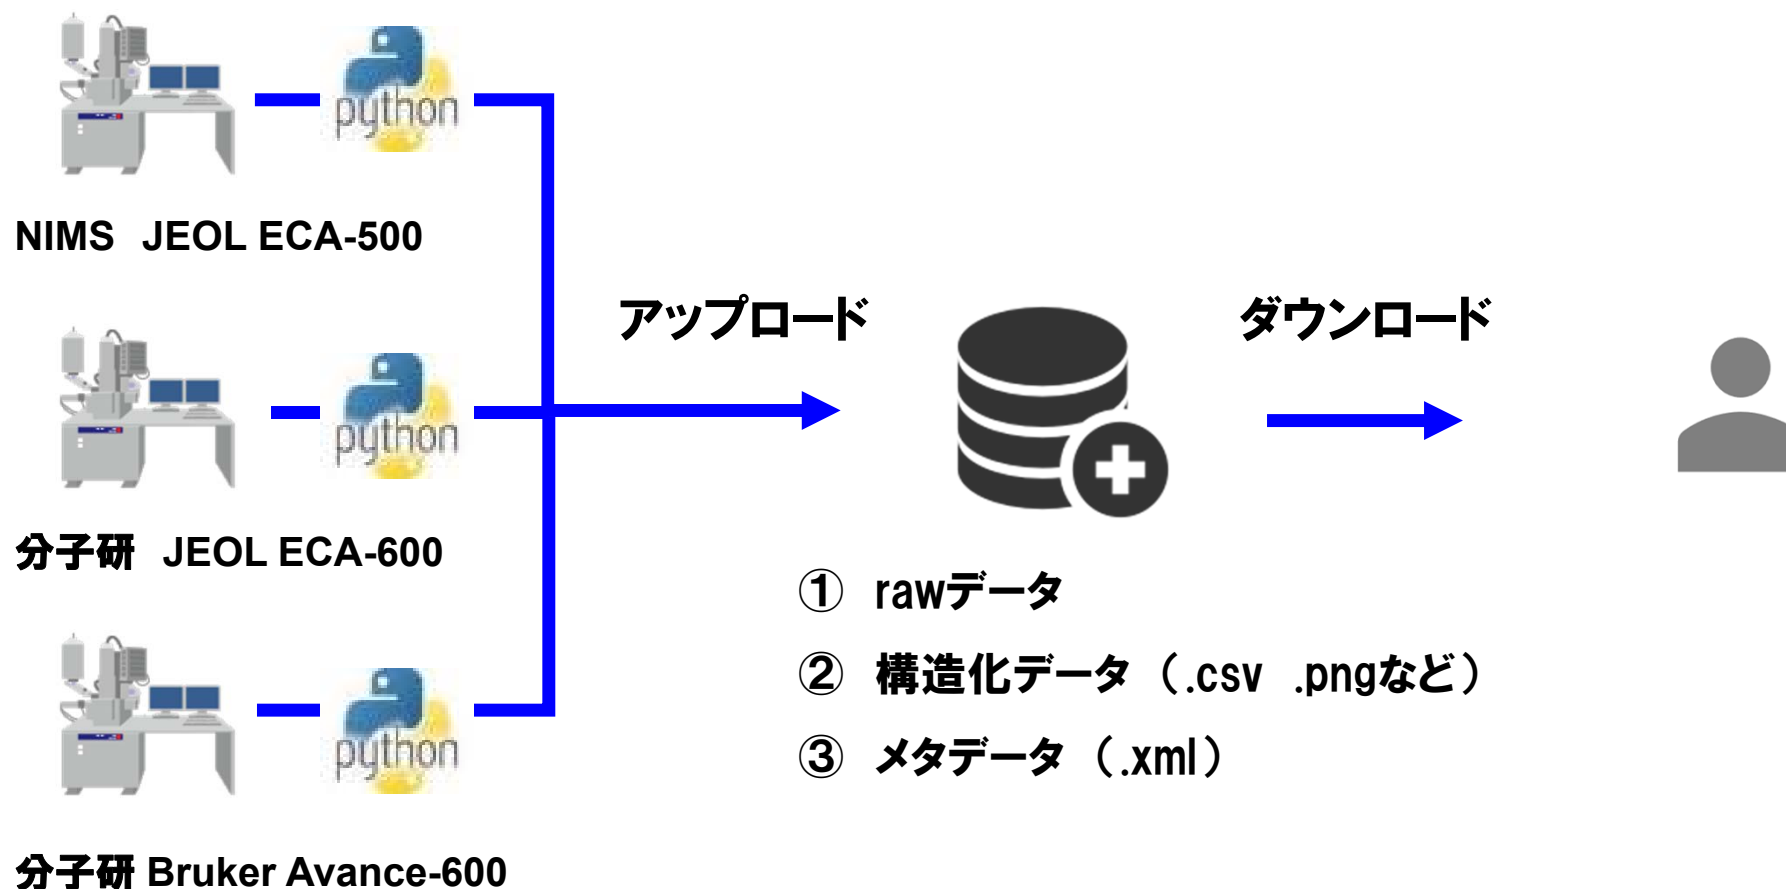 python
NIMS JEOL ECA-500
アップロード
ダウンロード
python
分子研 JEOL ECA-600
① rawデータ
② 構造化データ（.csv .pngなど）
③ メタデータ（.xml）
python
分子研 Bruker Avance-600